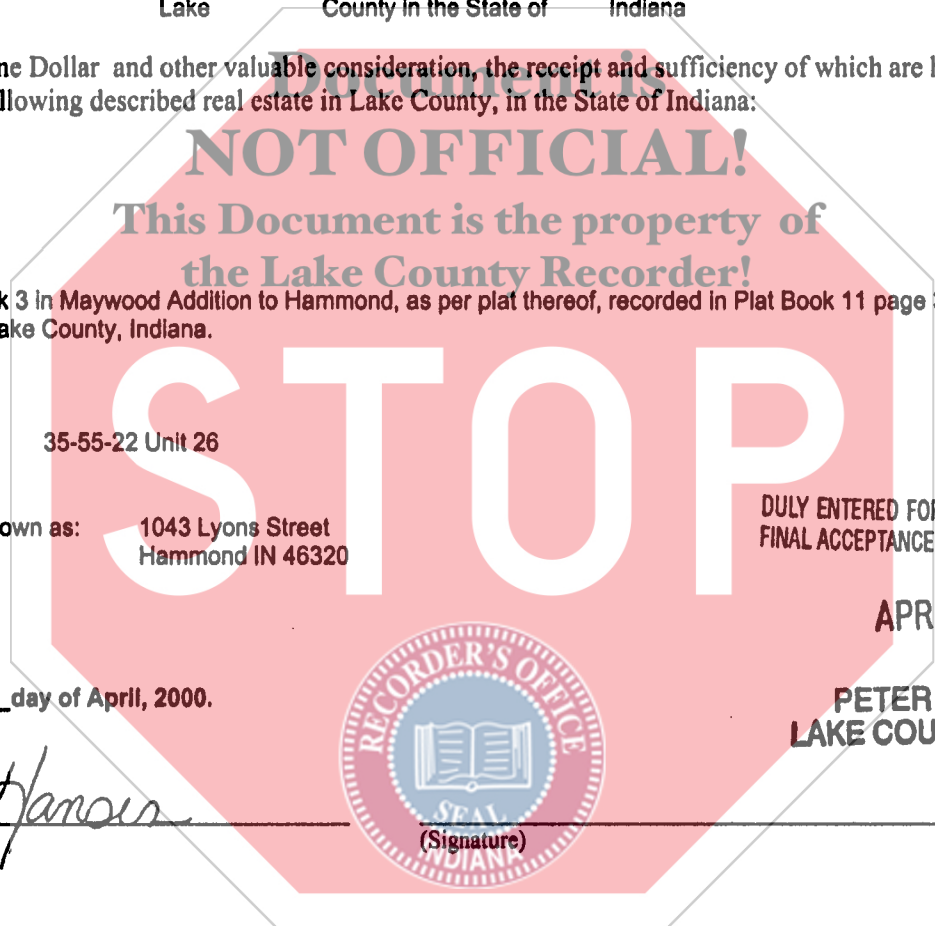 Lake County in the State of Indiana
ne Dollar and other valuable consideration, the receipt and sufficiency of which are h
llowing described real estate in Lake County, in the State of Indiana:
Document is
NOT OFFICIAL!
This Document is the property of
the Lake County Recorder!
k 3 in Maywood Addition to Hammond, as per plat thereof, recorded in Plat Book 11 page
ake County, Indiana.
STOP
35-55-22 Unit 26
own as: 1043 Lyons Street
Hammond IN 46320
DULY ENTERED FOR
FINAL ACCEPTANCE
APR
day of April, 2000.
PETER
LAKE COU
RECORDER'S OFFICE
SEAL
INDIANA
(Signature)